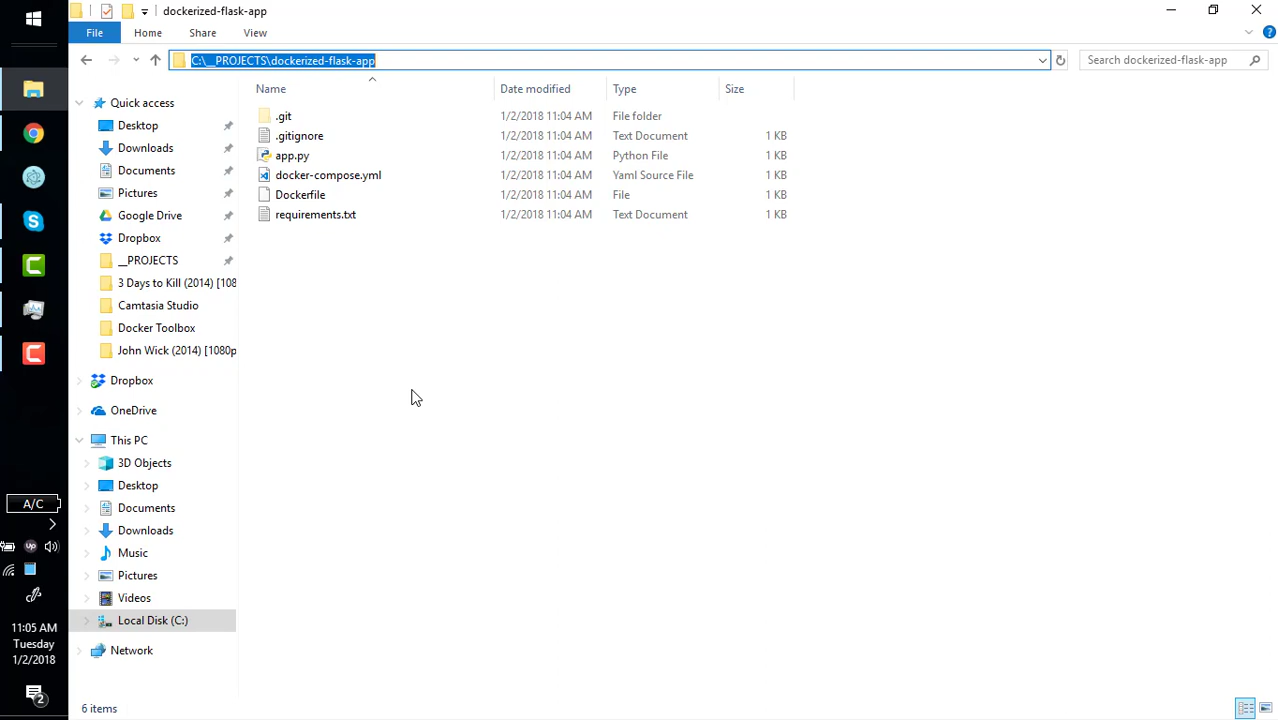 dockerized-flask-app
File Home Share View
C:\__PROJECTS\dockerized-flask-app
Search dockerized-flask-app
Name Date modified Type Size
.git 1/2/2018 11:04 AM File folder
.gitignore 1/2/2018 11:04 AM Text Document 1 KB
app.py 1/2/2018 11:04 AM Python File 1 KB
docker-compose.yml 1/2/2018 11:04 AM Yaml Source File 1 KB
Dockerfile 1/2/2018 11:04 AM File 1 KB
requirements.txt 1/2/2018 11:04 AM Text Document 1 KB
Quick access
Desktop
Downloads
Documents
Pictures
Google Drive
Dropbox
__PROJECTS
3 Days to Kill (2014) [108
Camtasia Studio
Docker Toolbox
John Wick (2014) [1080p
Dropbox
OneDrive
This PC
3D Objects
Desktop
Documents
Downloads
Music
Pictures
Videos
Local Disk (C:)
Network
6 items
A/C
up
11:05 AM
Tuesday
1/2/2018
2